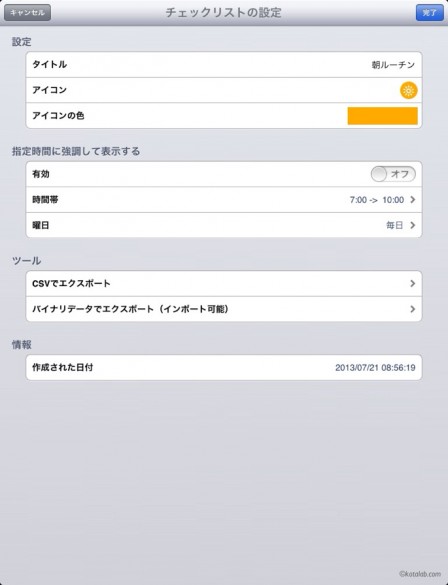 キャンセル チェックリストの設定 完了
設定
タイトル 朝ルーチン
アイコン
アイコンの色
指定時間に強調して表示する
有効 オフ
時間帯 7:00 -> 10:00
曜日 毎日
ツール
CSVでエクスポート
バイナリデータでエクスポート（インポート可能）
情報
作成された日付 2013/07/21 08:56:19
©katalab.com